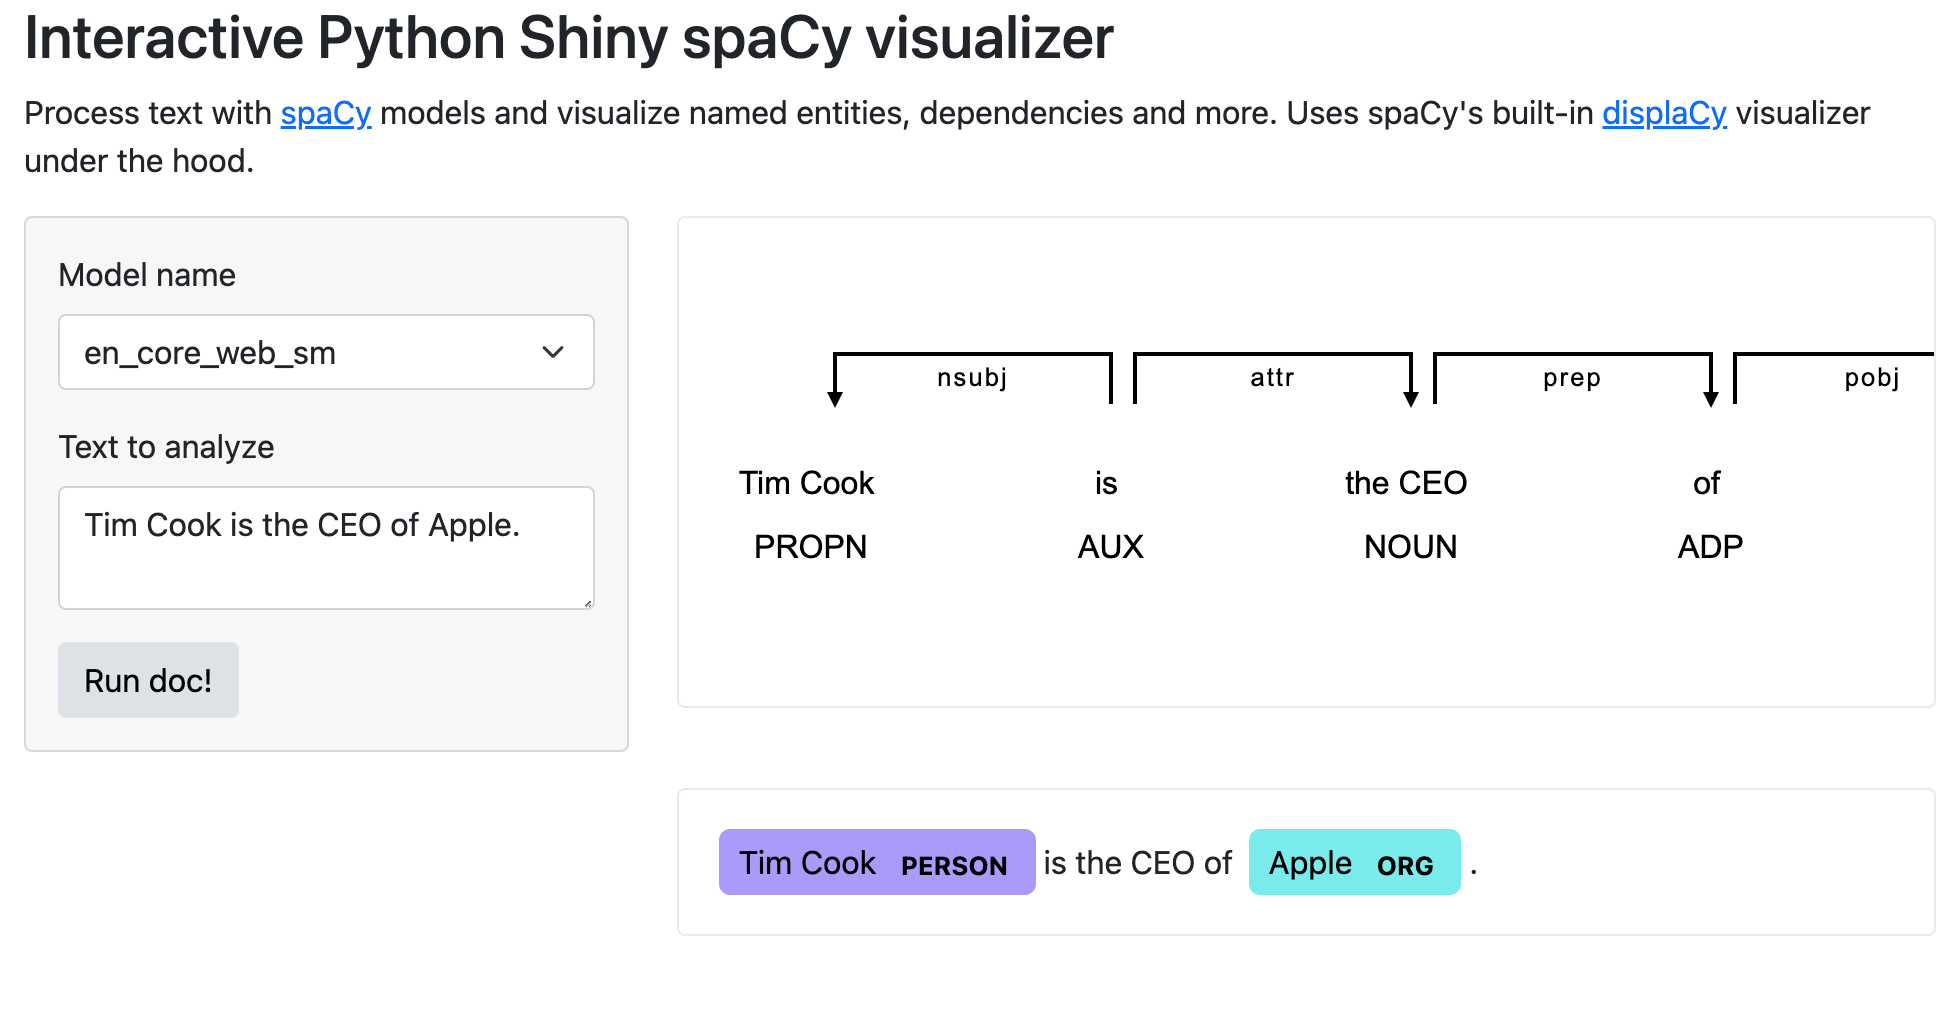 Interactive Python Shiny spaCy visualizer
Process text with spaCy models and visualize named entities, dependencies and more. Uses spaCy's built-in displaCy visualizer
under the hood.
Model name
en_core_web_sm
Text to analyze
Tim Cook is the CEO of Apple.
Run doc!
nsubj attr prep pobj
Tim Cook is the CEO of
PROPN AUX NOUN ADP
Tim Cook PERSON is the CEO of Apple ORG .